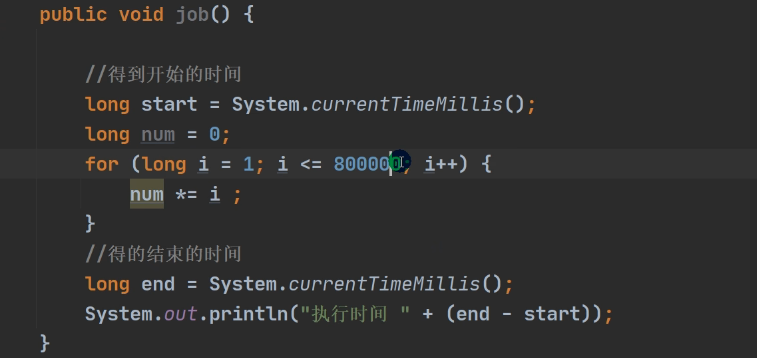 public void job() {
//得到开始的时间
long start = System.currentTimeMillis();
long num = 0;
for (long i = 1; i <= 800000; i++) {
num *= i ;
}
//得的结束的时间
long end = System.currentTimeMillis();
System.out.println("执行时间 " + (end - start));
}